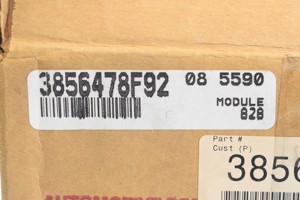 3856478F92 08 5590
MODULE
828
Part #
Cust (P)
3856